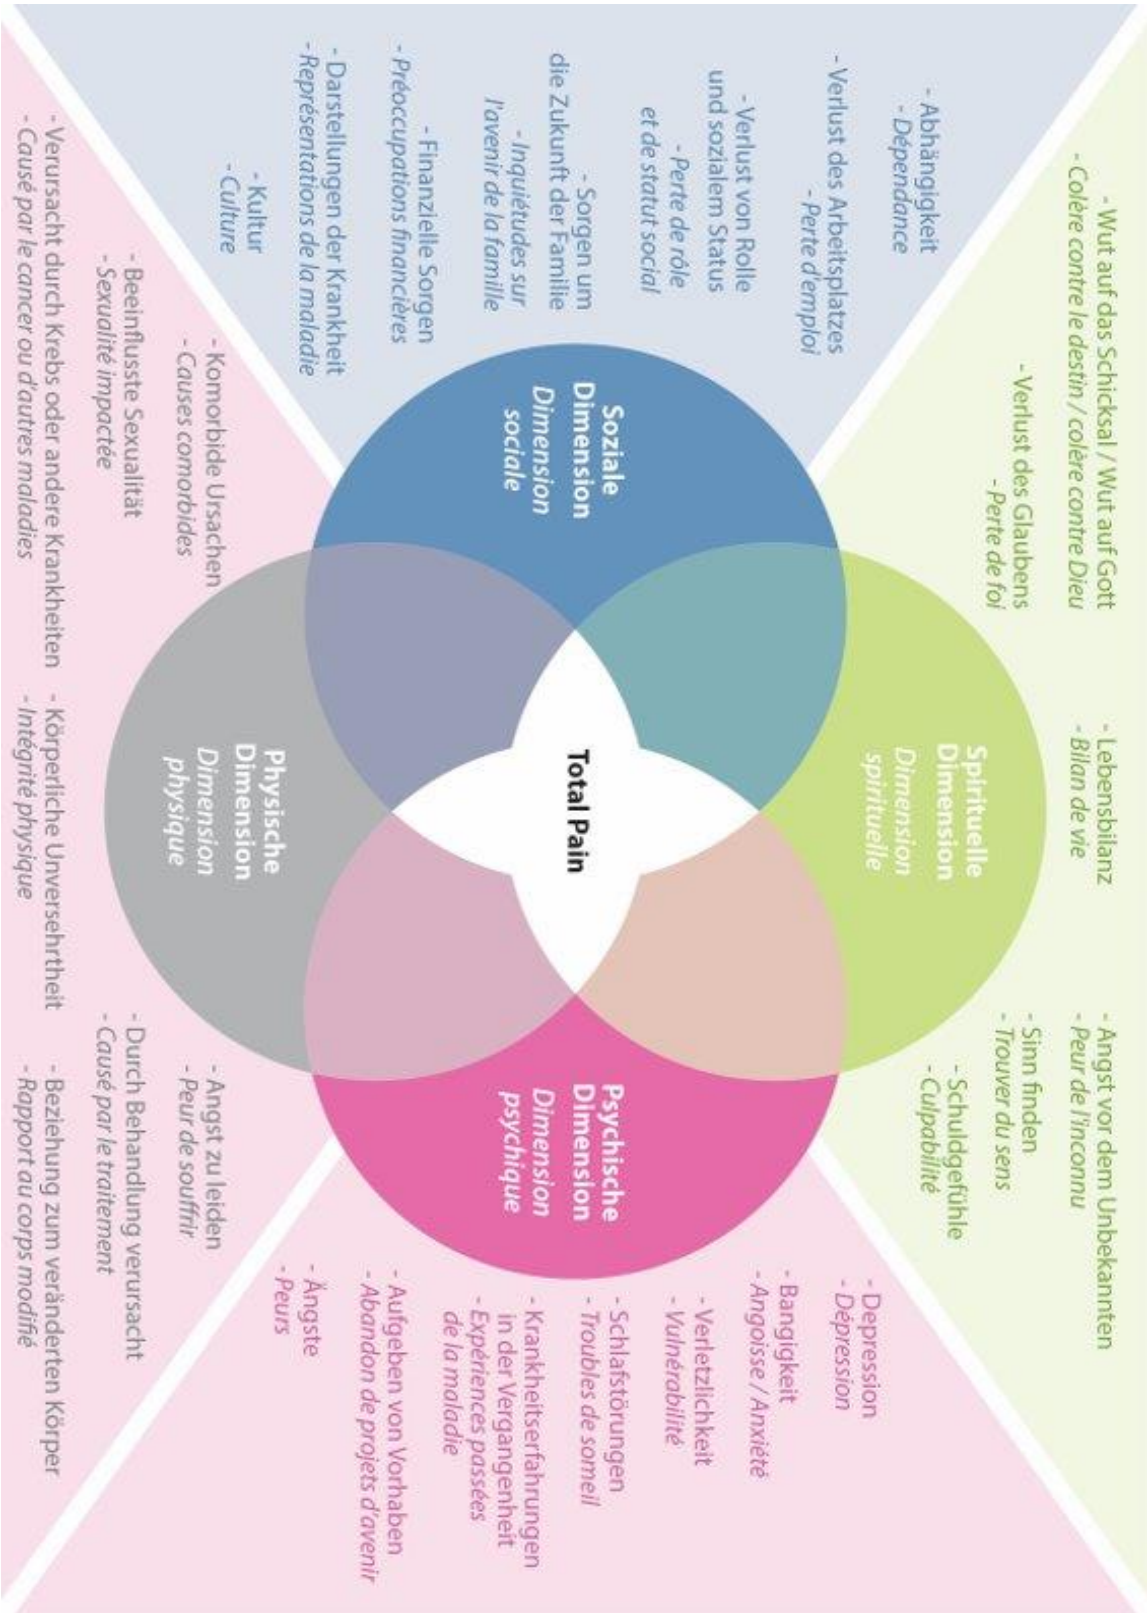 - Wut auf das Schicksal / Wut auf Gott
- Colère contre le destin / colère contre Dieu
- Verlust des Glaubens
- Perte de foi
- Lebensbilanz
- Bilan de vie
- Angst vor dem Unbekannten
- Peur de l'inconnu
- Sinn finden
- Trouver du sens
- Schuldgefühle
- Culpabilité
Spirituelle
Dimension
Dimension
spirituelle
- Abhängigkeit
- Dépendance
- Verlust des Arbeitsplatzes
- Perte d'emploi
- Verlust von Rolle
und sozialem Status
- Perte de rôle
et de statut social
- Sorgen um
die Zukunft der Familie
- Inquiétudes sur
l'avenir de la famille
- Finanzielle Sorgen
- Préoccupations financières
- Darstellungen der Krankheit
- Représentations de la maladie
- Kultur
- Culture
Soziale
Dimension
Dimension
sociale
Total Pain
Psychische
Dimension
Dimension
psychique
- Depression
- Dépression
- Bangigkeit
- Angoisse / Anxiété
- Verletzlichkeit
- Vulnérabilité
- Schlafstörungen
- Troubles de someil
- Krankheitserfahrungen
in der Vergangenheit
- Expériences passées
de la maladie
- Aufgeben von Vorhaben
- Abandon de projets d'avenir
- Ängste
- Peurs
Physische
Dimension
Dimension
physique
- Komorbide Ursachen
- Causes comorbides
- Beeinflusste Sexualität
- Sexualité impactée
- Verursacht durch Krebs oder andere Krankheiten
- Causé par le cancer ou d'autres maladies
- Körperliche Unversehrtheit
- Intégrité physique
- Angst zu leiden
- Peur de souffrir
- Durch Behandlung verursacht
- Causé par le traitement
- Beziehung zum veränderten Körper
- Rapport au corps modifié